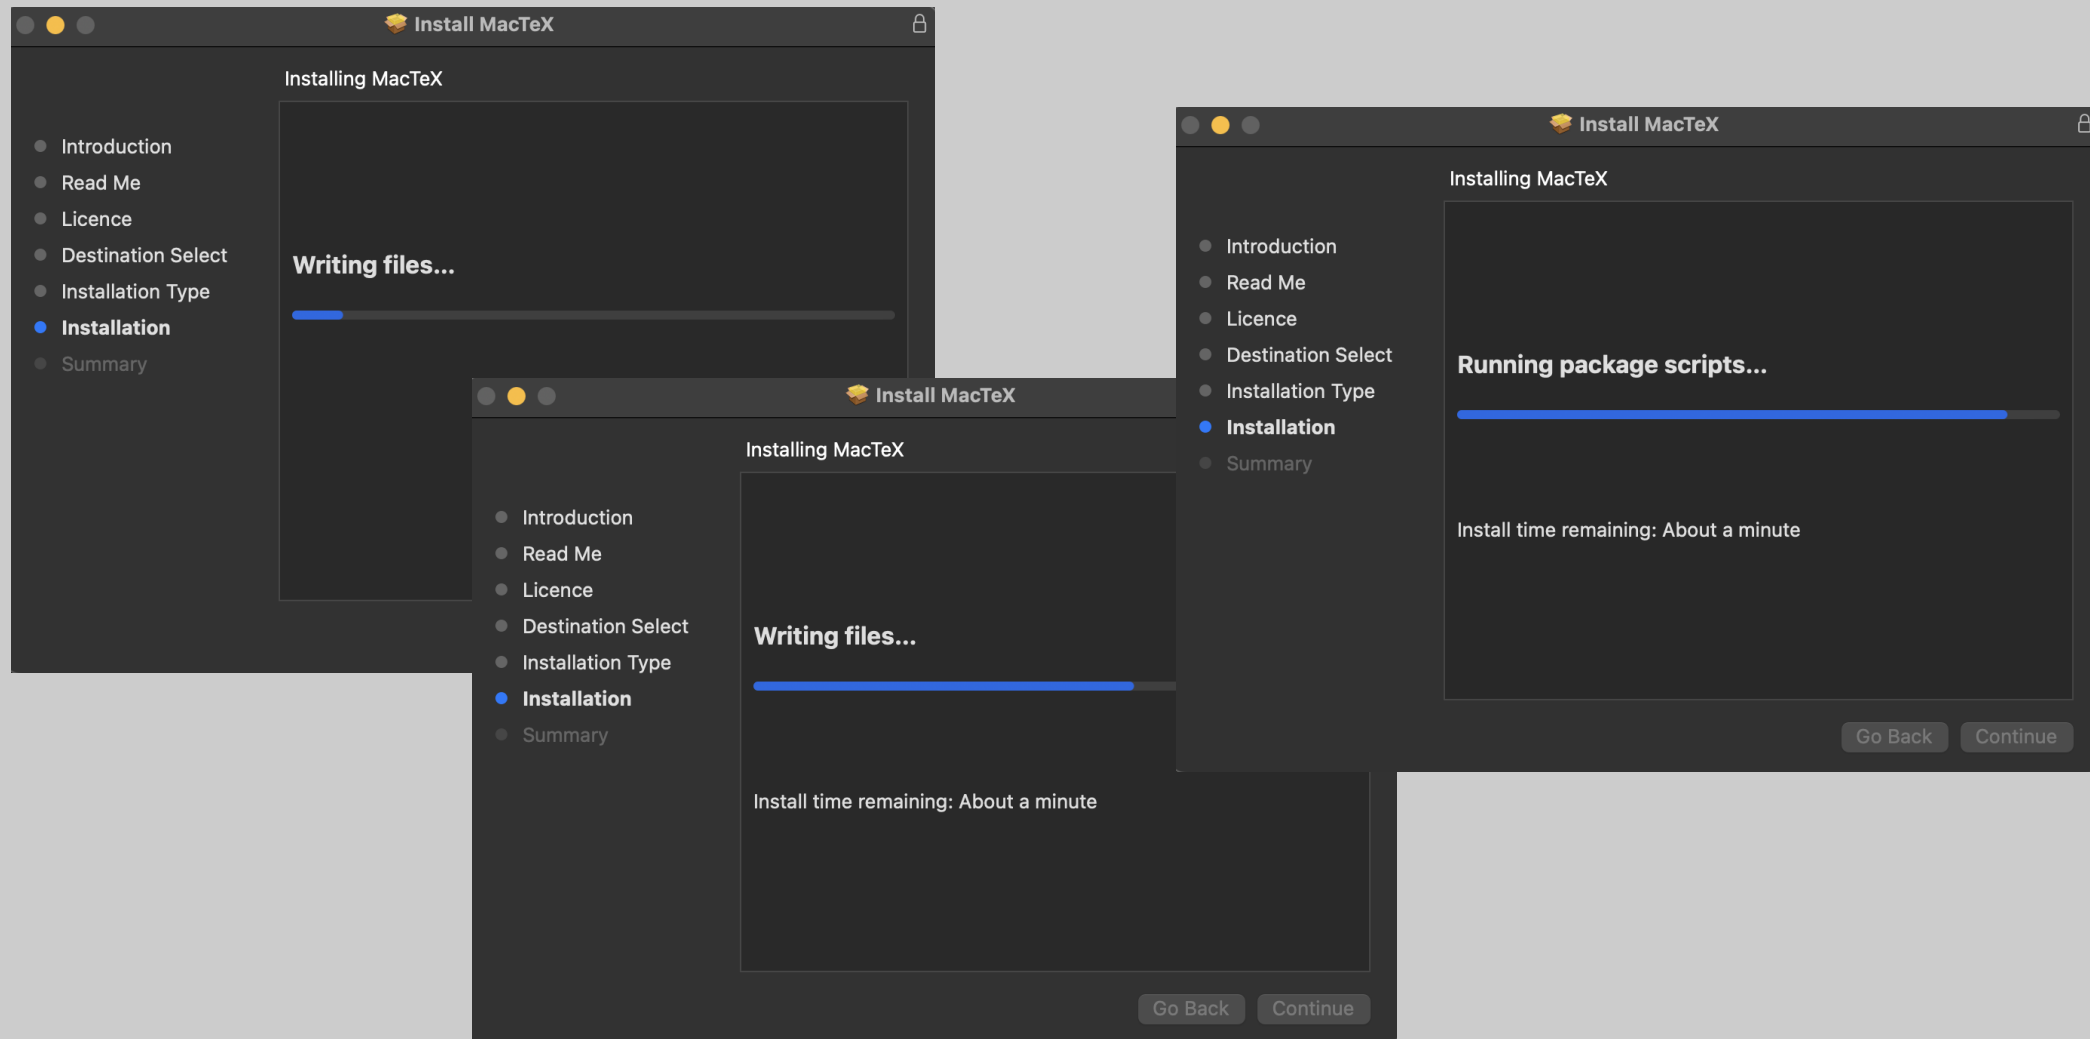 Install MacTeX
Installing MacTeX
Introduction
Read Me
Licence
Destination Select
Installation Type
Installation
Summary
Writing files...
Install MacTeX
Installing MacTeX
Introduction
Read Me
Licence
Destination Select
Installation Type
Installation
Summary
Writing files...
Install time remaining: About a minute
Go Back Continue
Install MacTeX
Installing MacTeX
Introduction
Read Me
Licence
Destination Select
Installation Type
Installation
Summary
Running package scripts...
Install time remaining: About a minute
Go Back Continue